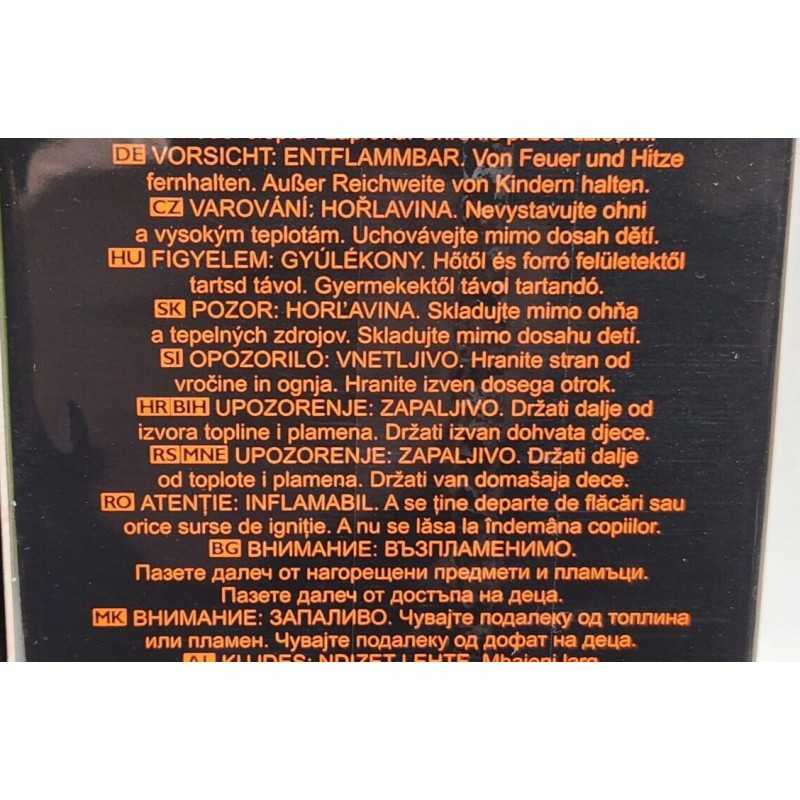 DE VORSICHT: ENTFLAMMBAR. Von Feuer und Hitze
fernhalten. Außer Reichweite von Kindern halten.
CZ VAROVÁNÍ: HOŘLAVINA. Nevystavujte ohni
a vysokým teplotám. Uchovávejte mimo dosah dětí.
HU FIGYELEM: GYÚLÉKONY. Hőtől és forró felületektől
tartsd távol. Gyermekektől távol tartandó.
SK POZOR: HORĽAVINA. Skladujte mimo ohňa
a tepelných zdrojov. Skladujte mimo dosahu detí.
SI OPOZORILO: VNETLJIVO. Hranite stran od
vročine in ognja. Hranite izven dosega otrok.
HR BIH UPOZORENJE: ZAPALJIVO. Držati dalje od
izvora topline i plamena. Držati izvan dohvata djece.
RS MNE UPOZORENJE: ZAPALJIVO. Držati dalje
od toplote i plamena. Držati van domašaja dece.
RO ATENȚIE: INFLAMABIL. A se ține departe de flăcări sau
orice surse de igniție. A nu se lăsa la îndemâna copiilor.
BG ВНИМАНИЕ: ВЪЗПЛАМЕНИМО.
Пазете далеч от нагорещени предмети и пламъци.
Пазете далеч от достъпа на деца.
MK ВНИМАНИЕ: ЗАПАЛИВО. Чувајте подалеку од топлина
или пламен. Чувајте подалеку од дофат на деца.
AL KUJDES: NDIZET LEHTË. Mbajeni larg